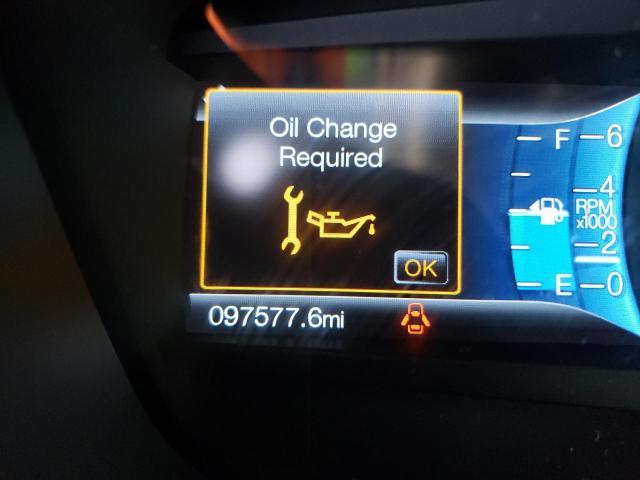 Oil Change
Required
OK
097577.6mi
F
E
6
4
RPM
x1000
2
0